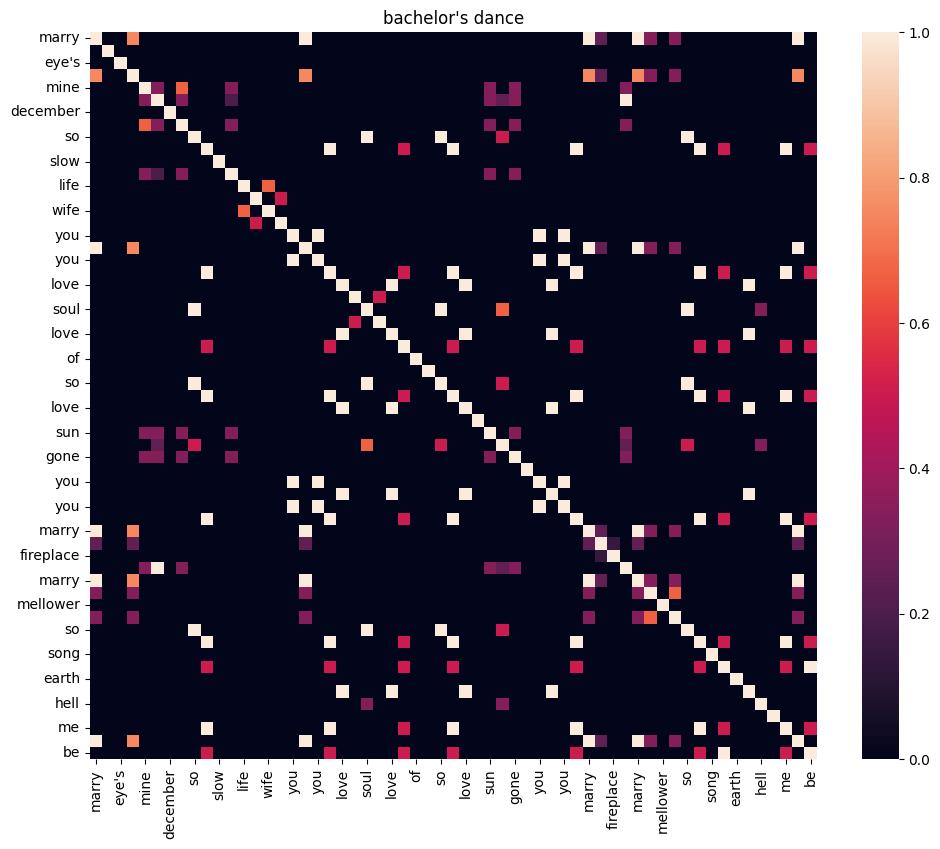 bachelor's dance
marry
eye's
mine
december
so
slow
life
wife
you
you
love
soul
love
of
so
love
sun
gone
you
you
marry
fireplace
marry
mellower
so
song
earth
hell
me
be
1.0
0.8
0.6
0.4
0.2
0.0
marry
eye's
mine
december
so
slow
life
wife
you
you
love
soul
love
of
so
love
sun
gone
you
you
marry
fireplace
marry
mellower
so
song
earth
hell
me
be